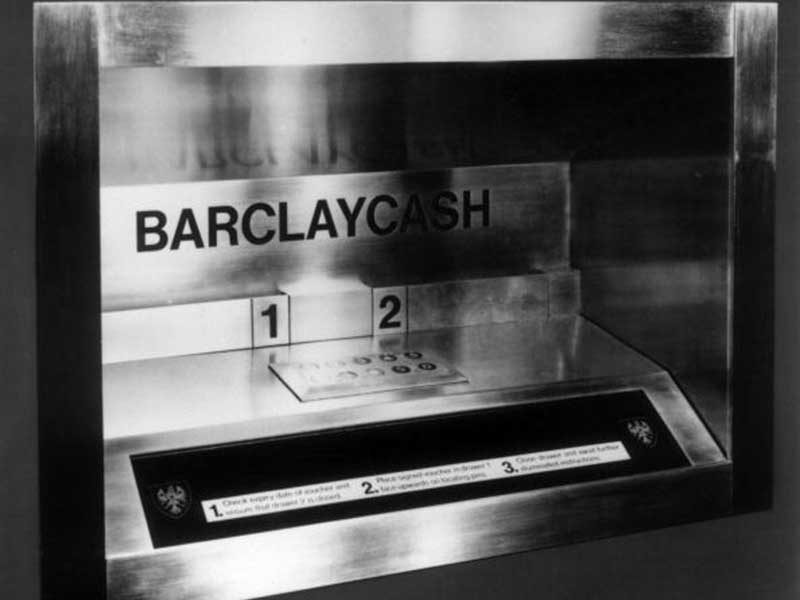 BARCLAYCASH
1
2
1. Check expiry date of voucher and
ensure that drawer 2 is closed.
2. Place signed voucher in drawer 1
face upwards on locating pins.
3. Close drawer and await further
illuminated instructions.